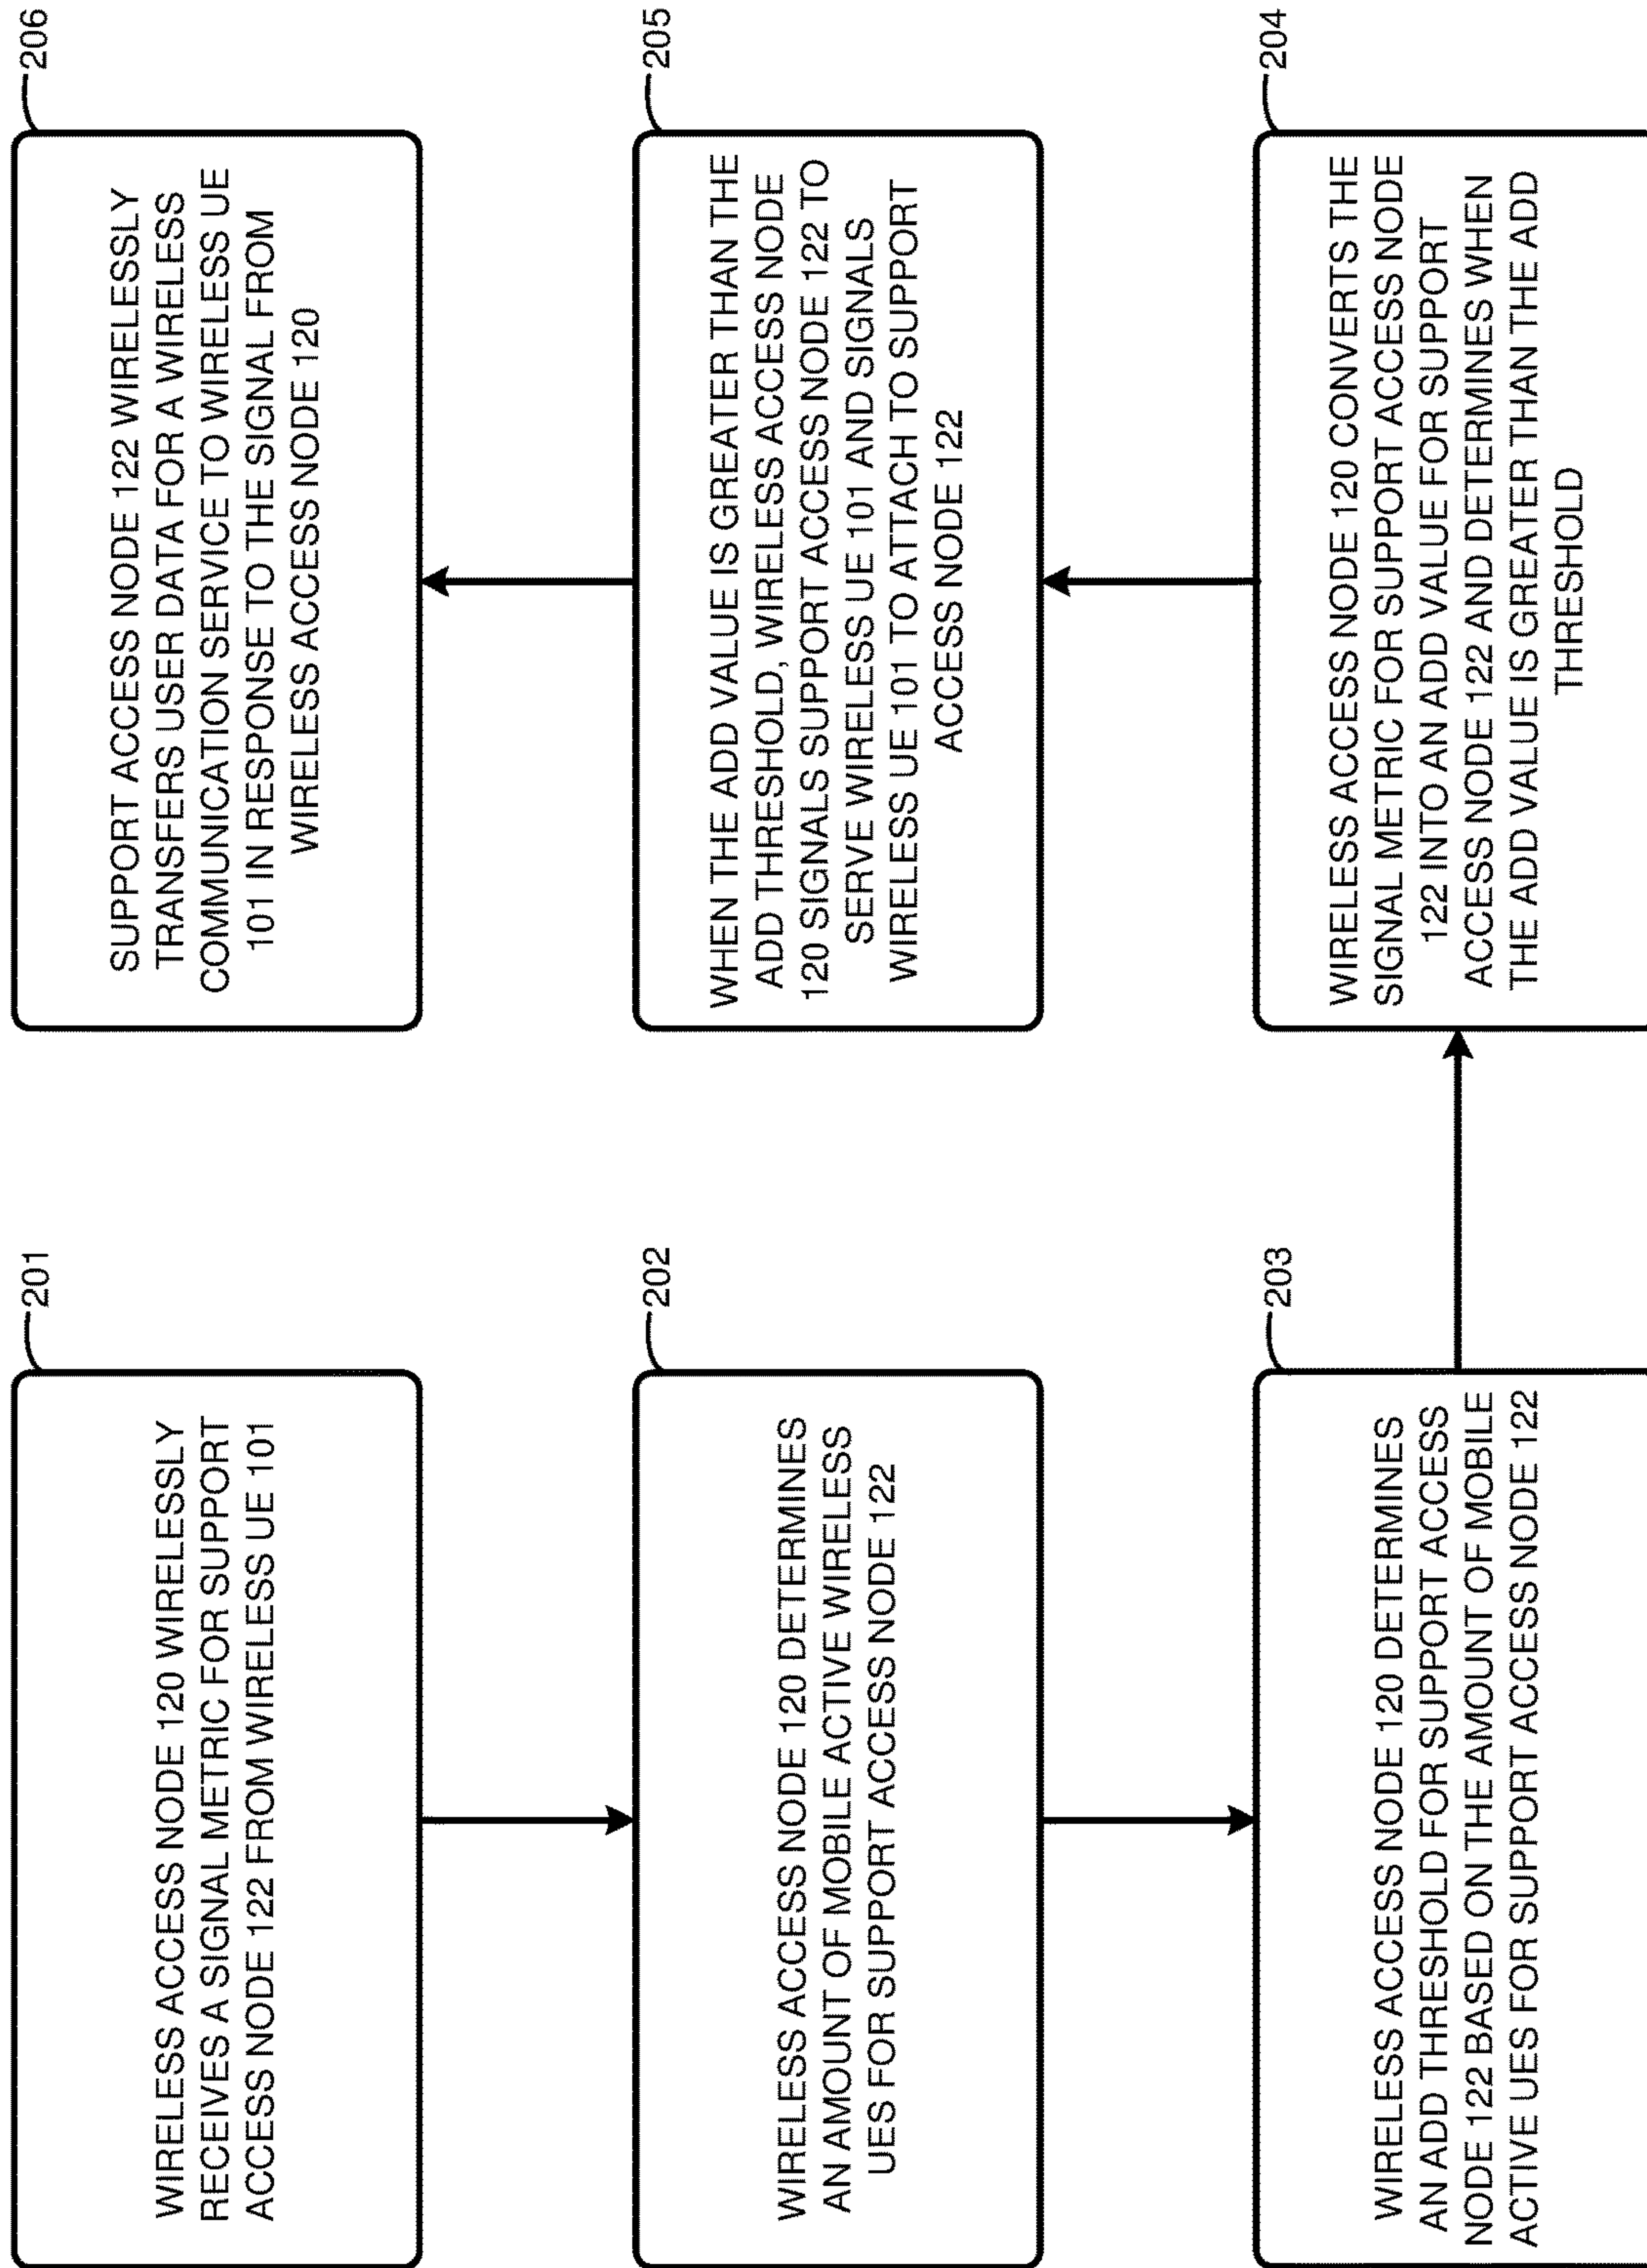 201
WIRELESS ACCESS NODE 120 WIRELESSLY
RECEIVES A SIGNAL METRIC FOR SUPPORT
ACCESS NODE 122 FROM WIRELESS UE 101
202
WIRELESS ACCESS NODE 120 DETERMINES
AN AMOUNT OF MOBILE ACTIVE WIRELESS
UES FOR SUPPORT ACCESS NODE 122
203
WIRELESS ACCESS NODE 120 DETERMINES
AN ADD THRESHOLD FOR SUPPORT ACCESS
NODE 122 BASED ON THE AMOUNT OF MOBILE
ACTIVE UES FOR SUPPORT ACCESS NODE 122
204
WIRELESS ACCESS NODE 120 CONVERTS THE
SIGNAL METRIC FOR SUPPORT ACCESS NODE
122 INTO AN ADD VALUE FOR SUPPORT
ACCESS NODE 122 AND DETERMINES WHEN
THE ADD VALUE IS GREATER THAN THE ADD
THRESHOLD
205
WHEN THE ADD VALUE IS GREATER THAN THE
ADD THRESHOLD, WIRELESS ACCESS NODE
120 SIGNALS SUPPORT ACCESS NODE 122 TO
SERVE WIRELESS UE 101 AND SIGNALS
WIRELESS UE 101 TO ATTACH TO SUPPORT
ACCESS NODE 122
206
SUPPORT ACCESS NODE 122 WIRELESSLY
TRANSFERS USER DATA FOR A WIRELESS
COMMUNICATION SERVICE TO WIRELESS UE
101 IN RESPONSE TO THE SIGNAL FROM
WIRELESS ACCESS NODE 120